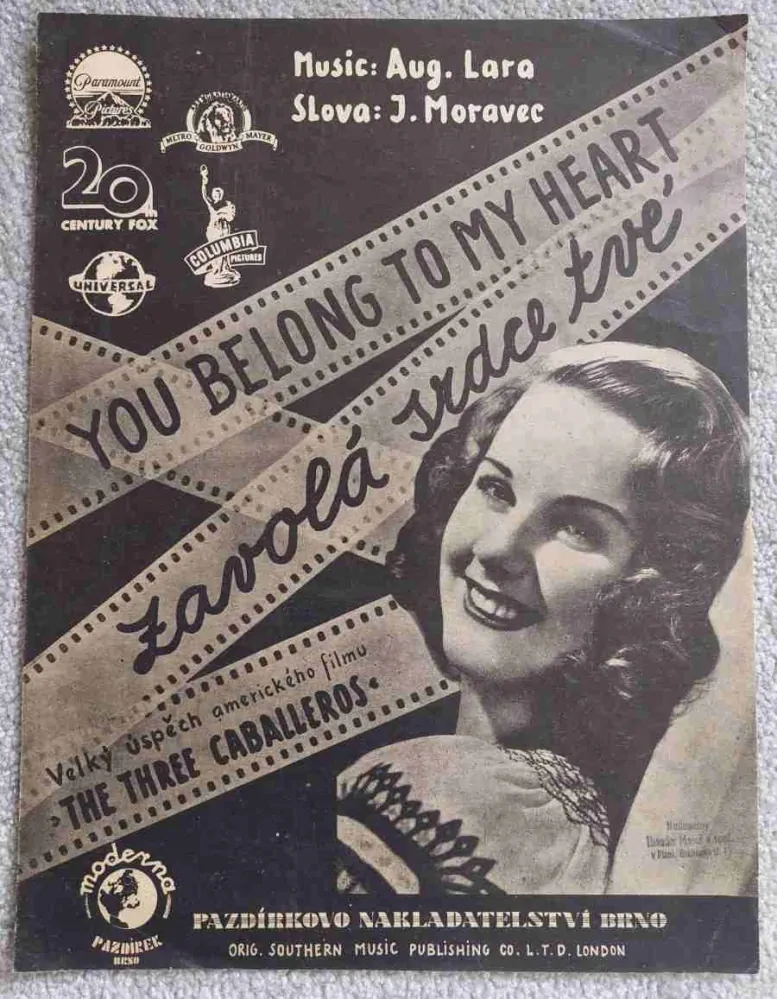 Music: Aug. Lara
Slova: J. Moravec
Paramount
Pictures
METRO GOLDWYN MAYER
20th
CENTURY FOX
COLUMBIA
PICTURES
UNIVERSAL
YOU BELONG TO MY HEART
Zavolá srdce tvé
Velký úspěch amerického filmu
»THE THREE CABALLEROS«
moderna
PAZDÍREK
BRNO
PAZDÍRKOVO NAKLADATELSTVÍ BRNO
ORIG. SOUTHERN MUSIC PUBLISHING CO. L.T.D. LONDON